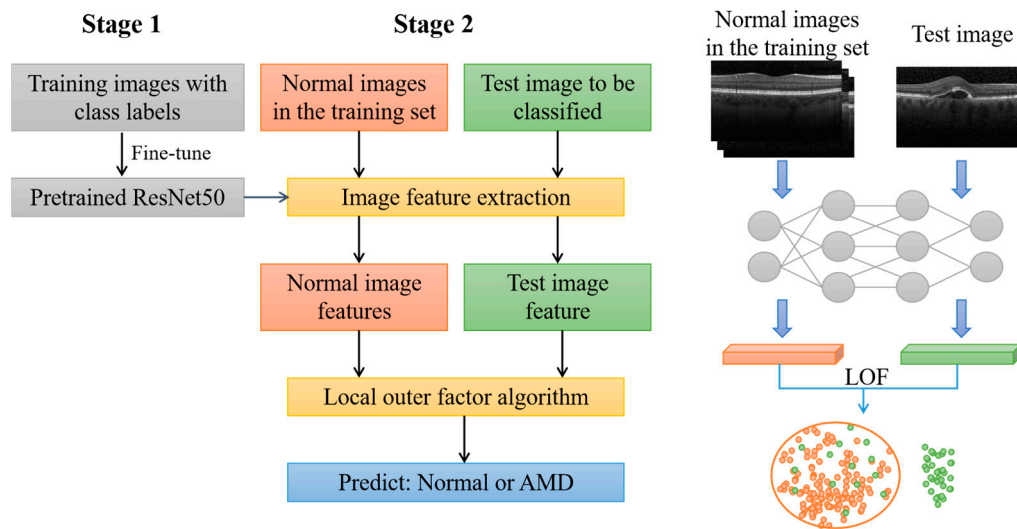 Stage 1
Stage 2
Training images with
class labels
Fine-tune
Pretrained ResNet50
Normal images
in the training set
Test image to be
classified
Image feature extraction
Normal image
features
Test image
feature
Local outer factor algorithm
Predict: Normal or AMD
Normal images
in the training set
Test image
LOF